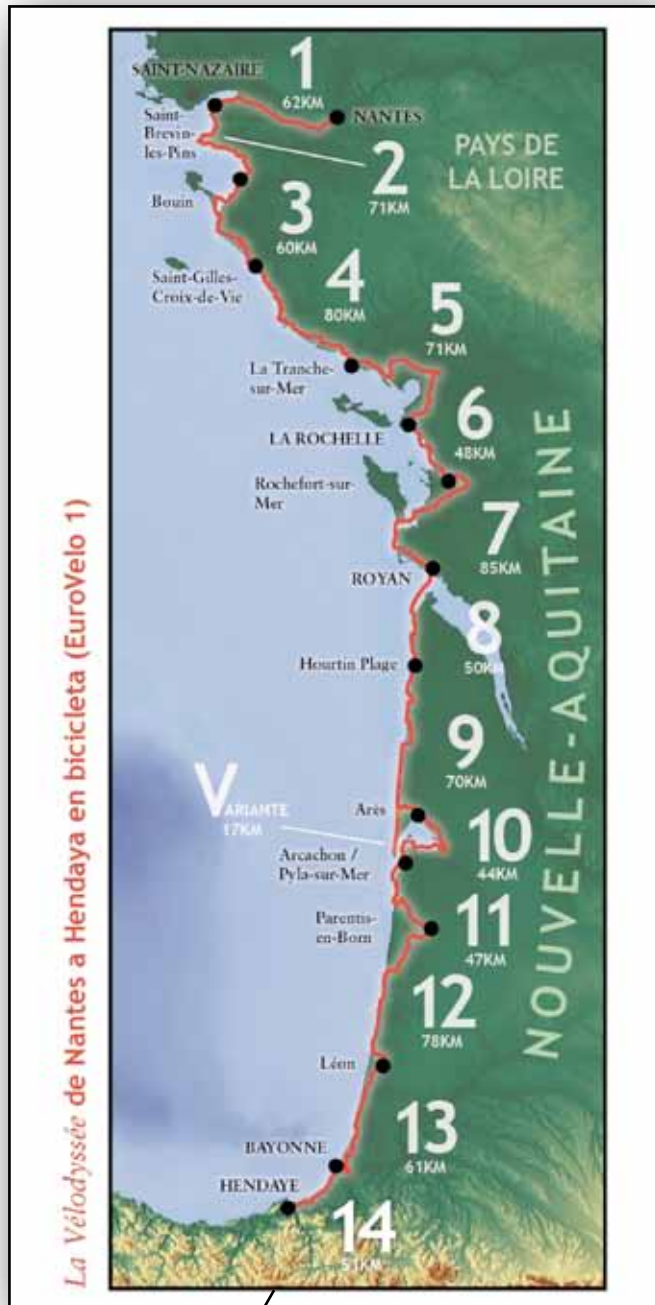 1
62KM
SAINT-NAZAIRE
NANTES
Saint-
Brevin-
les-Pins
PAYS DE
LA LOIRE
2
71KM
Bouin
3
60KM
Saint-Gilles-
Croix-de-Vie
4
80KM
5
71KM
La Tranche-
sur-Mer
6
48KM
LA ROCHELLE
Rochefort-sur-
Mer
7
85KM
ROYAN
8
50KM
Hourtin Plage
9
70KM
VARIANTE
17KM
Arès
10
44KM
Arcachon /
Pyla-sur-Mer
11
47KM
Parentis-
en-Born
12
78KM
Léon
13
61KM
BAYONNE
HENDAYE
14
51KM
NOUVELLE-AQUITAINE
La Vélodyssée de Nantes a Hendaya en bicicleta (EuroVelo 1)